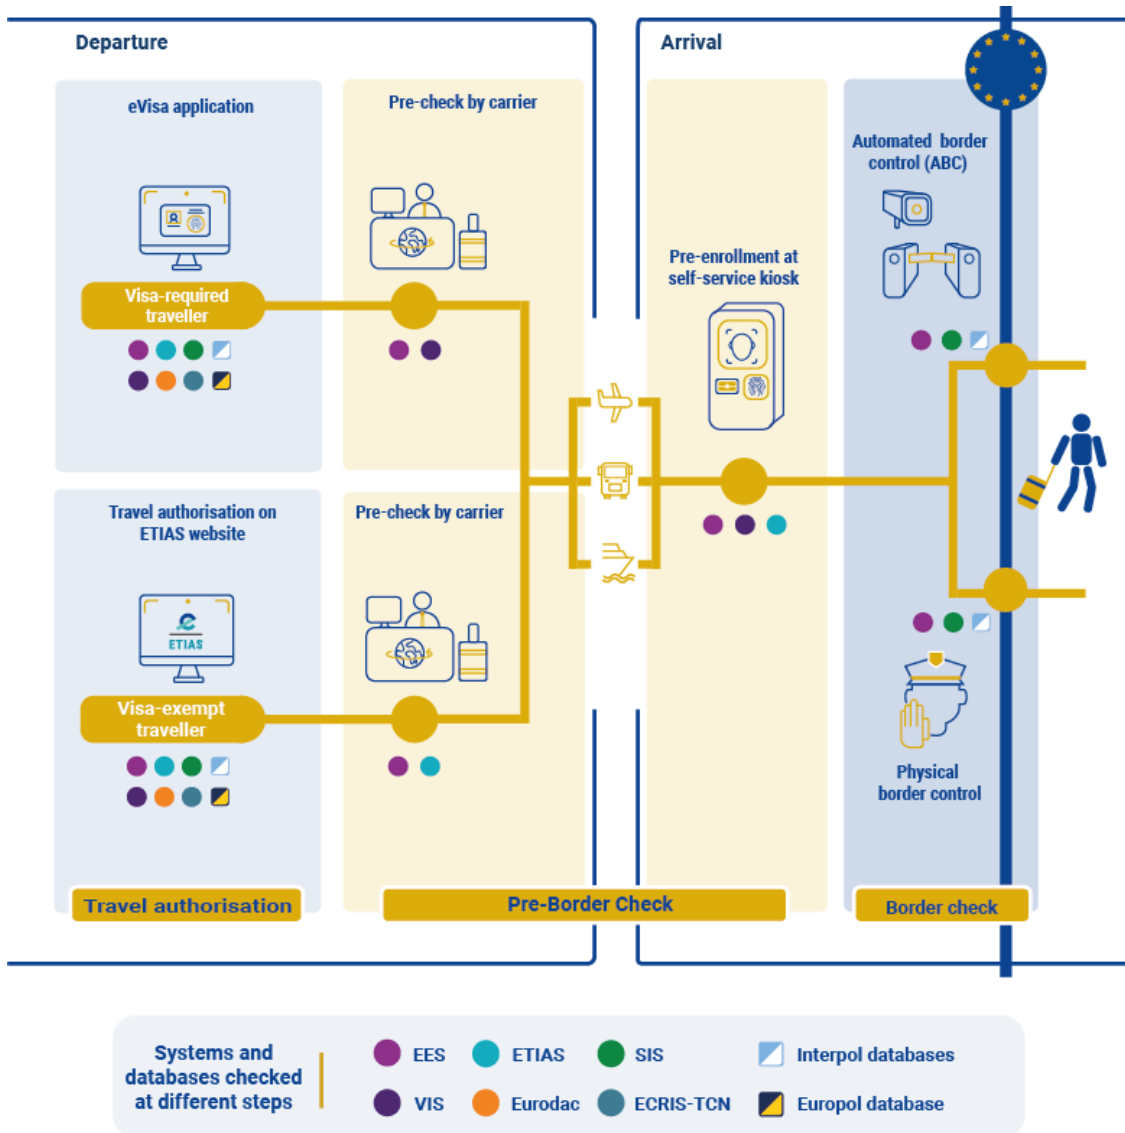 Departure
Arrival
eVisa application
Pre-check by carrier
Automated border
control (ABC)
Pre-enrollment at
self-service kiosk
Visa-required
traveller
Travel authorisation on
ETIAS website
Pre-check by carrier
ETIAS
Visa-exempt
traveller
Physical
border control
Travel authorisation
Pre-Border Check
Border check
Systems and
databases checked
at different steps
EES
ETIAS
SIS
Interpol databases
VIS
Eurodac
ECRIS-TCN
Europol database